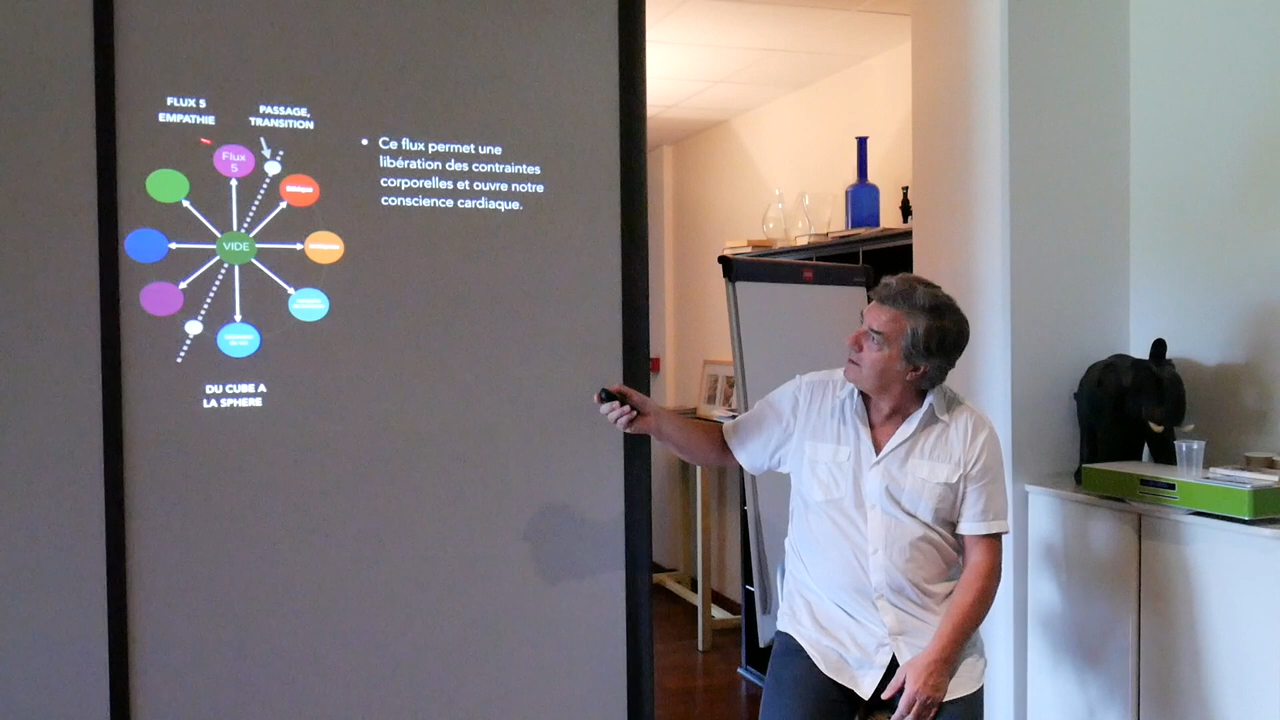 FLUX 5
EMPATHIE
PASSAGE,
TRANSITION
Flux
5
VIDE
DU CUBE A
LA SPHERE
• Ce flux permet une
libération des contraintes
corporelles et ouvre notre
conscience cardiaque.